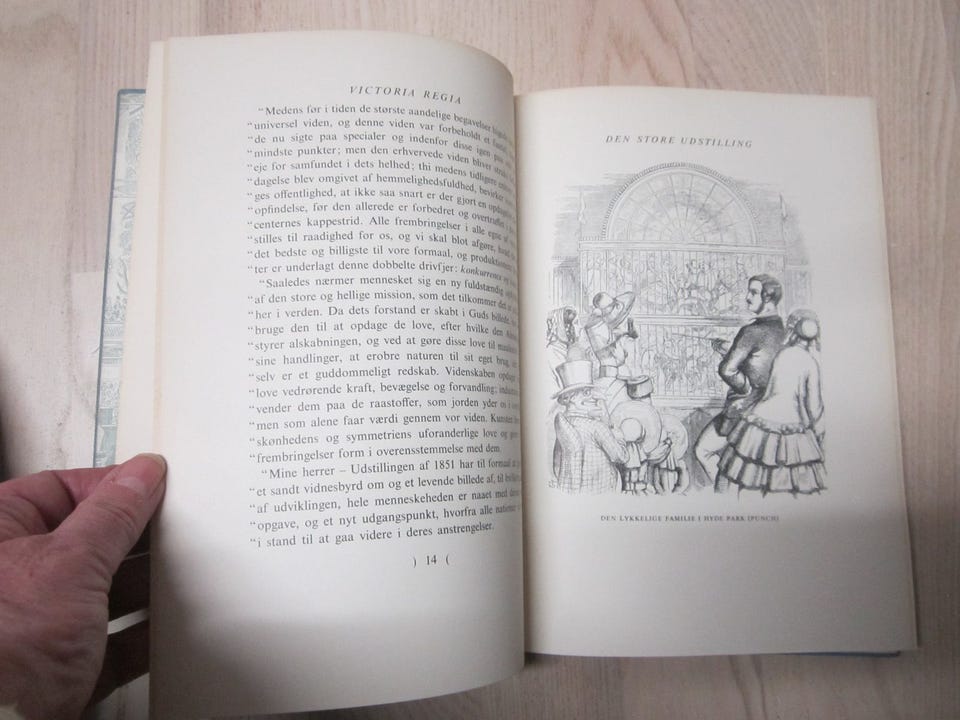 VICTORIA REGIA
“Medens før i tiden de største aandelige begavelser
“universel viden, og denne viden var forbeholdt et
“de nu sigte paa specialer og indenfor disse igen paa
“mindste punkter; men den erhvervede viden bliver
“eje for samfundet i dets helhed; thi medens tidligere
“dagelse blev omgivet af hemmelighedsfuldhed, bevirker
“ges offentlighed, at ikke saa snart er der gjort en
“opfindelse, før den allerede er forbedret og overtruffet
“centernes kappestrid. Alle frembringelser i alle egne af
“stilles til raadighed for os, og vi skal blot afgøre,
“det bedste og billigste til vore formaal, og
“ter er underlagt denne dobbelte drivfjer: konkurrence og
“Saaledes nærmer mennesket sig en ny fuldstændig
“af den store og hellige mission, som det tilkommer det
“her i verden. Da dets forstand er skabt i Guds billede,
“bruge den til at opdage de love, efter hvilke den
“styrer alskabningen, og ved at gøre disse love til
“sine handlinger, at erobre naturen til sit eget brug,
“selv er et guddommeligt redskab. Videnskaben
“love vedrørende kraft, bevægelse og forvandling;
“vender dem paa de raastoffer, som jorden yder os i
“men som alene faar værdi gennem vor viden. Kunsten
“skønhedens og symmetriens uforanderlige love og
“frembringelser form i overensstemmelse med dem.
“Mine herrer – Udstillingen af 1851 har til formaal at
“et sandt vidnesbyrd om og et levende billede af, til
“af udviklingen, hele menneskeheden er naaet med
“opgave, og et nyt udgangspunkt, hvorfra alle
“i stand til at gaa videre i deres anstrengelser.
) 14 (
DEN STORE UDSTILLING
DEN LYKKELIGE FAMILIE I HYDE PARK (PUNCH)